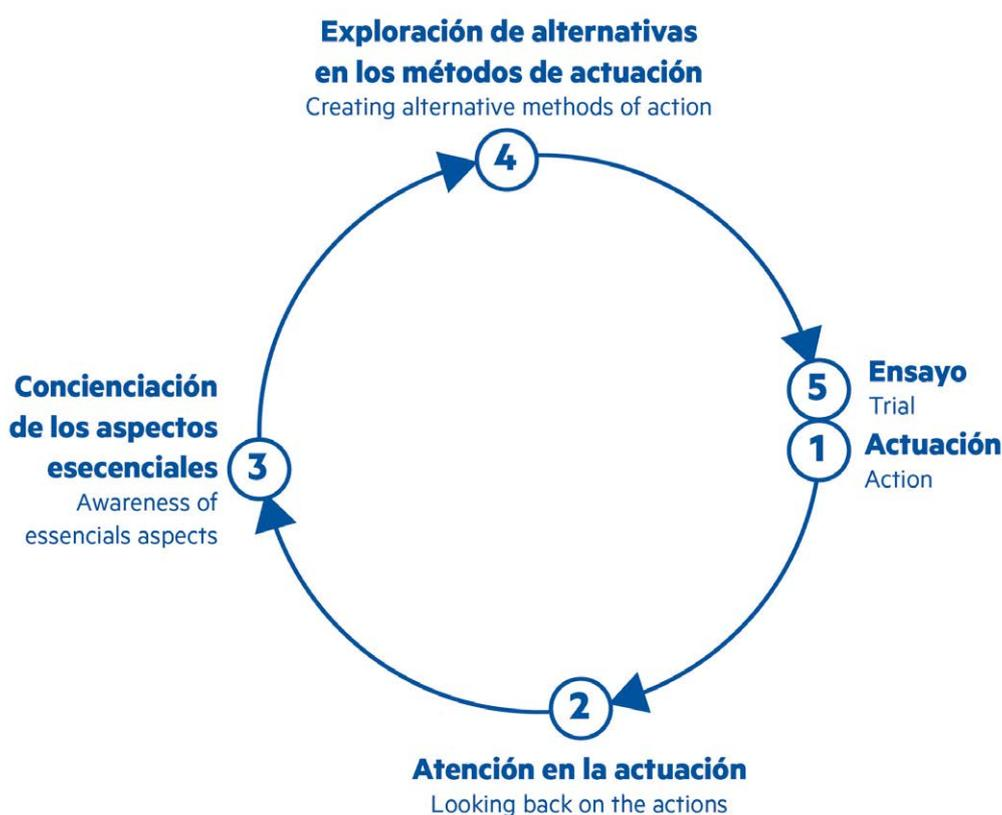 Exploración de alternativas
en los métodos de actuación
Creating alternative methods of action
4
5
Ensayo
Trial
1
Actuación
Action
Concienciación
de los aspectos
esecenciales
3
Awareness of
essencials aspects
2
Atención en la actuación
Looking back on the actions